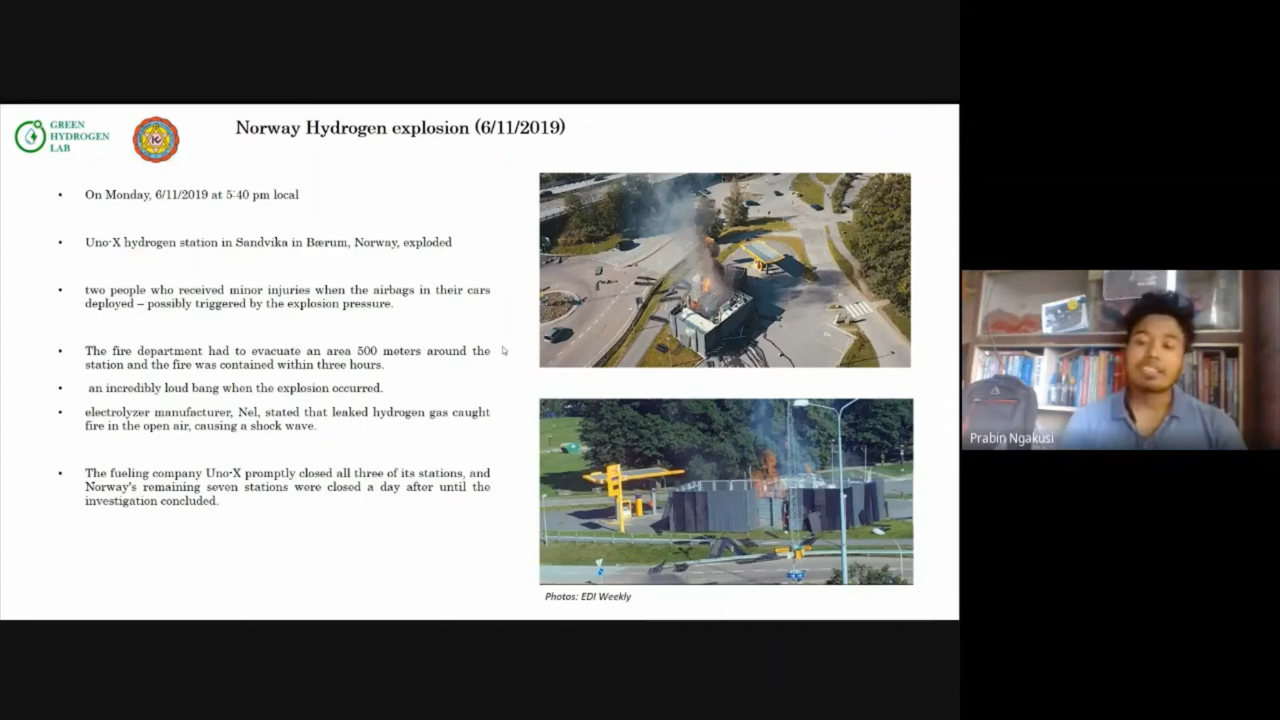 GREEN
HYDROGEN
LAB
Norway Hydrogen explosion (6/11/2019)
• On Monday, 6/11/2019 at 5:40 pm local
• Uno-X hydrogen station in Sandvika in Bærum, Norway, exploded
• two people who received minor injuries when the airbags in their cars
deployed – possibly triggered by the explosion pressure.
• The fire department had to evacuate an area 500 meters around the
station and the fire was contained within three hours.
• an incredibly loud bang when the explosion occurred.
• electrolyzer manufacturer, Nel, stated that leaked hydrogen gas caught
fire in the open air, causing a shock wave.
• The fueling company Uno-X promptly closed all three of its stations, and
Norway's remaining seven stations were closed a day after until the
investigation concluded.
Photos: EDI Weekly
Prabin Ngakusi